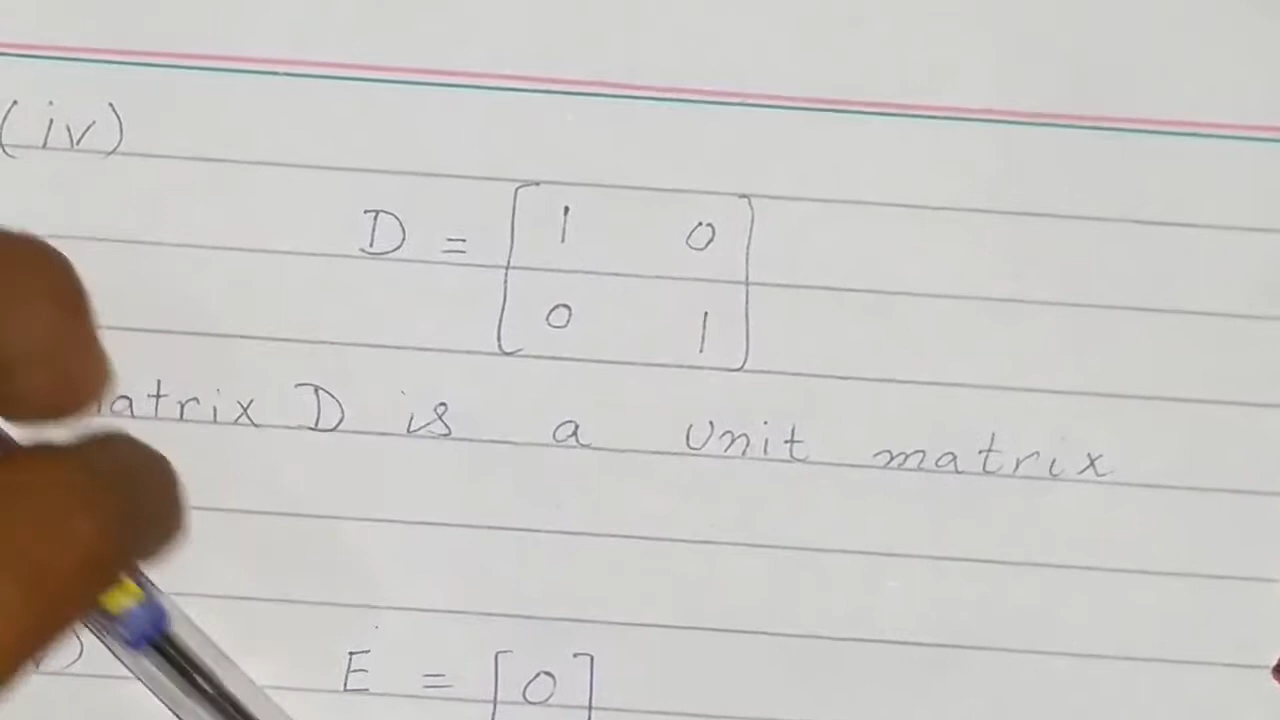 (iv)
D = [ 1 0
0 1 ]
atrix D is a unit matrix
E = [0]